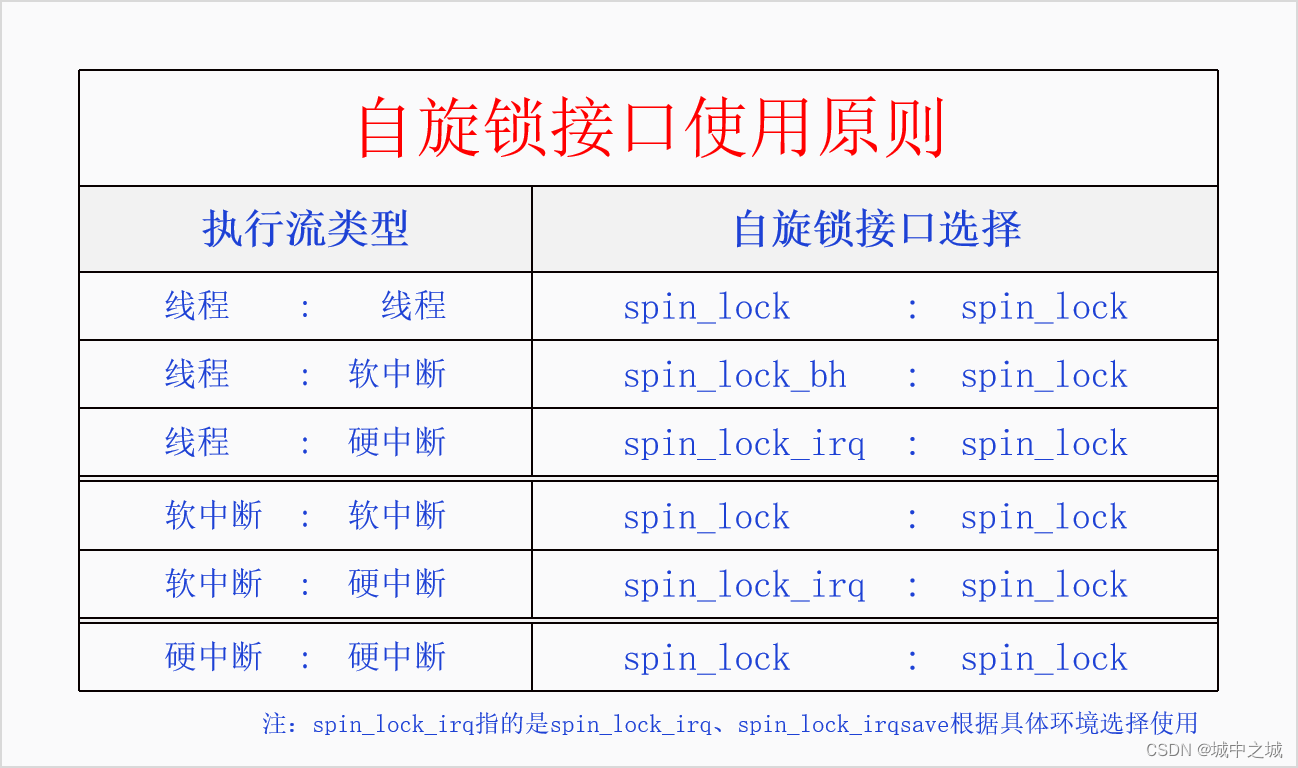 自旋锁接口使用原则
执行流类型 自旋锁接口选择
线程 : 线程 spin_lock : spin_lock
线程 : 软中断 spin_lock_bh : spin_lock
线程 : 硬中断 spin_lock_irq : spin_lock
软中断 : 软中断 spin_lock : spin_lock
软中断 : 硬中断 spin_lock_irq : spin_lock
硬中断 : 硬中断 spin_lock : spin_lock
注：spin_lock_irq指的是spin_lock_irq、spin_lock_irqsave根据具体环境选择使用
CSDN @城中之城